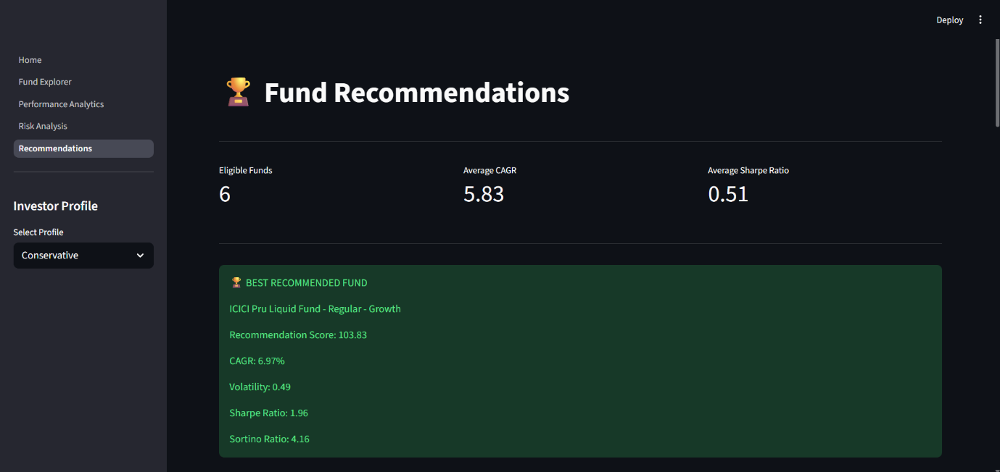 Deploy
Home
Fund Explorer
Performance Analytics
Risk Analysis
Recommendations
Investor Profile
Select Profile
Conservative
🏆 Fund Recommendations
Eligible Funds
6
Average CAGR
5.83
Average Sharpe Ratio
0.51
🏆 BEST RECOMMENDED FUND
ICICI Pru Liquid Fund - Regular - Growth
Recommendation Score: 103.83
CAGR: 6.97%
Volatility: 0.49
Sharpe Ratio: 1.96
Sortino Ratio: 4.16